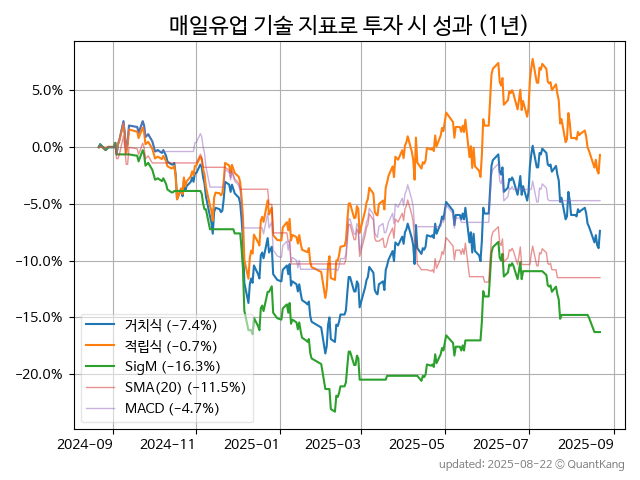 매일유업 기술 지표로 투자 시 성과 (1년)
5.0%
0.0%
−5.0%
−10.0%
−15.0%
−20.0%
거치식 (−7.4%)
적립식 (−0.7%)
SigM (−16.3%)
SMA(20) (−11.5%)
MACD (−4.7%)
2024-09 2024-11 2025-01 2025-03 2025-05 2025-07 2025-09
updated: 2025-08-22 © QuantKang